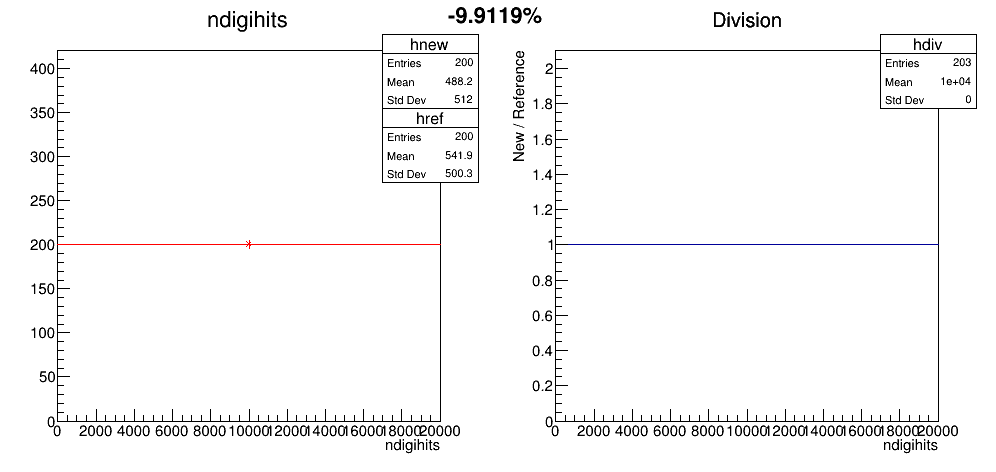 ndigihits
-9.9119%
Division
hnew
Entries 200
Mean 488.2
Std Dev 512
href
Entries 200
Mean 541.9
Std Dev 500.3
400
350
300
250
200
150
100
50
0
0 2000 4000 6000 8000 10000 12000 14000 16000 18000 20000
ndigihits
hdiv
Entries 203
Mean 1e+04
Std Dev 0
New / Reference
2
1.8
1.6
1.4
1.2
1
0.8
0.6
0.4
0.2
0
0 2000 4000 6000 8000 10000 12000 14000 16000 18000 20000
ndigihits